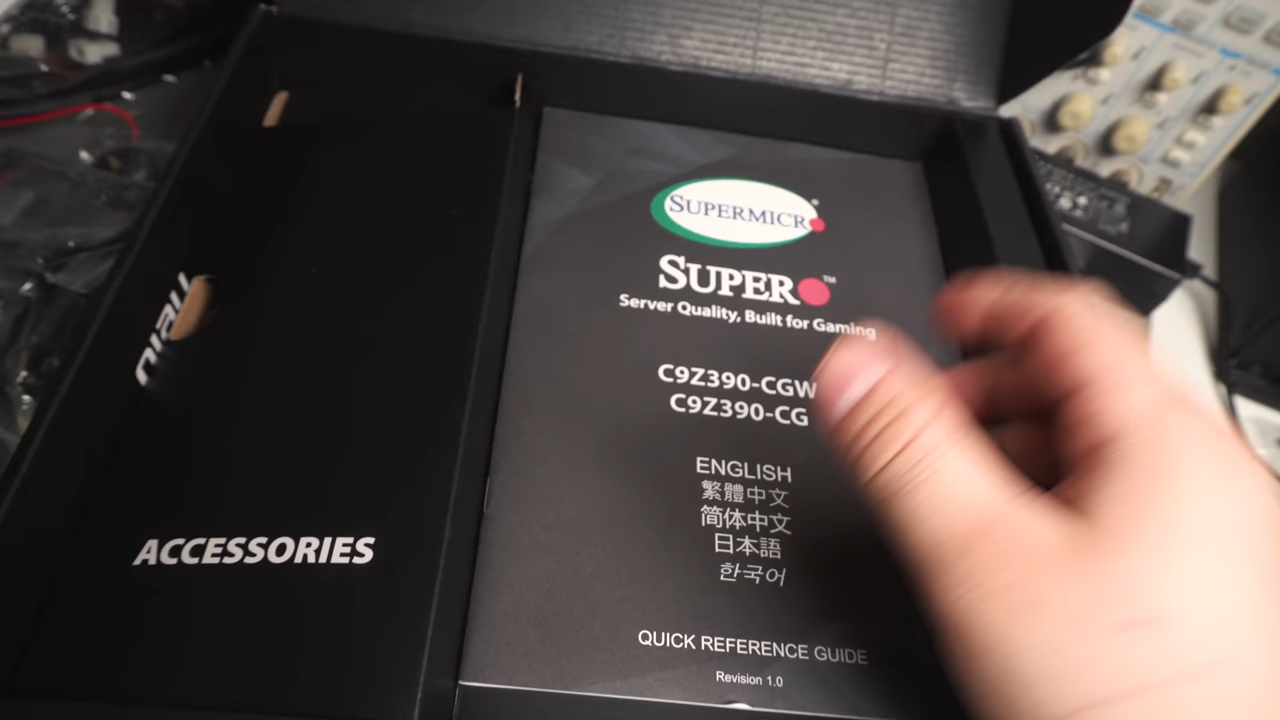 SUPERMICR
SUPER
TM
Server Quality, Built for Gaming
C9Z390-CGW
C9Z390-CG
ENGLISH
繁體中文
简体中文
日本語
한국어
QUICK REFERENCE GUIDE
Revision 1.0
ACCESSORIES